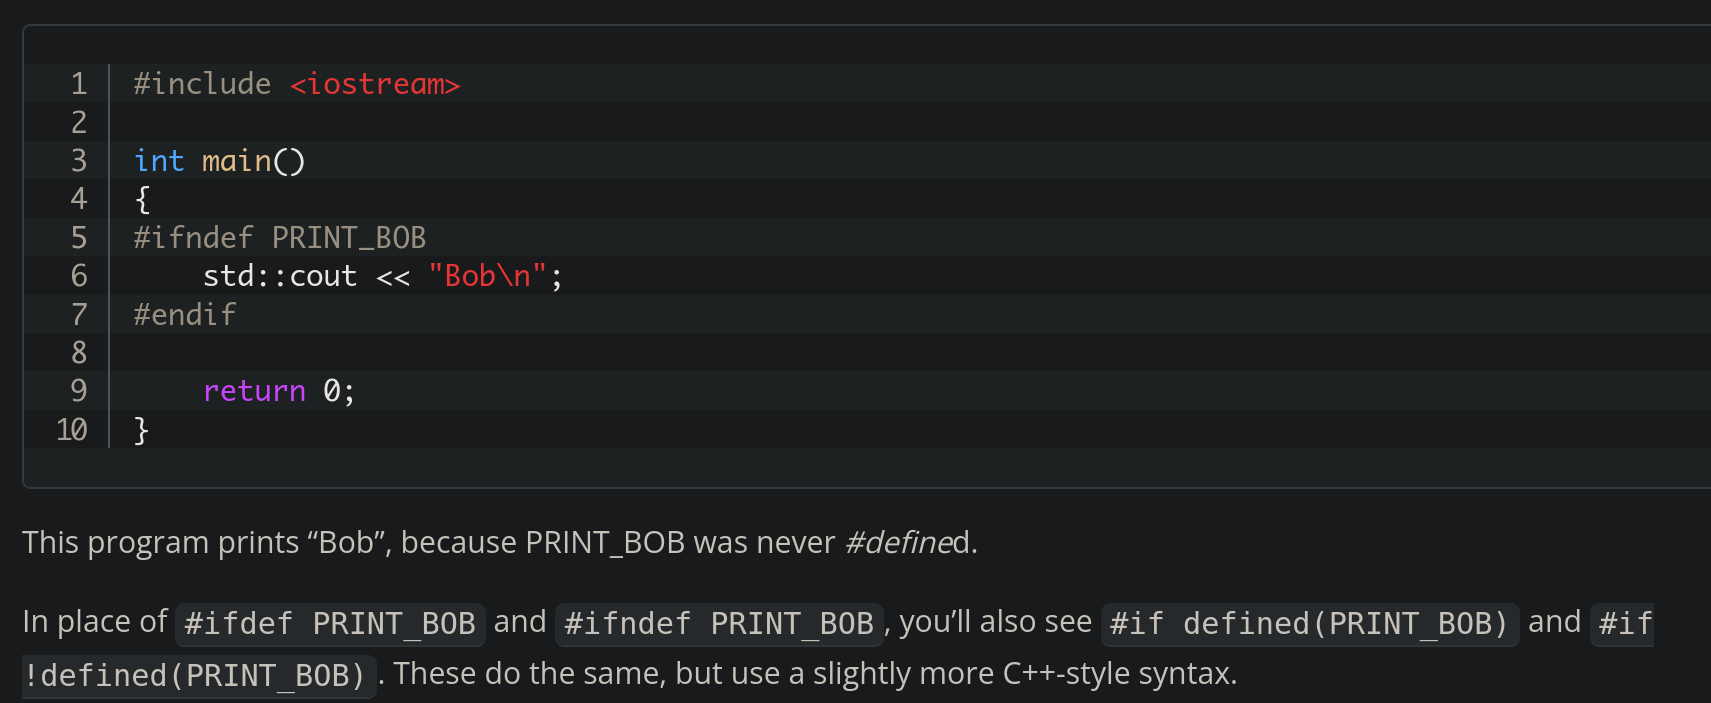 1 #include <iostream>
2
3 int main()
4 {
5 #ifndef PRINT_BOB
6     std::cout << "Bob\n";
7 #endif
8
9     return 0;
10 }
This program prints “Bob”, because PRINT_BOB was never #defined.
In place of #ifdef PRINT_BOB and #ifndef PRINT_BOB, you’ll also see #if defined(PRINT_BOB) and #if
!defined(PRINT_BOB). These do the same, but use a slightly more C++-style syntax.